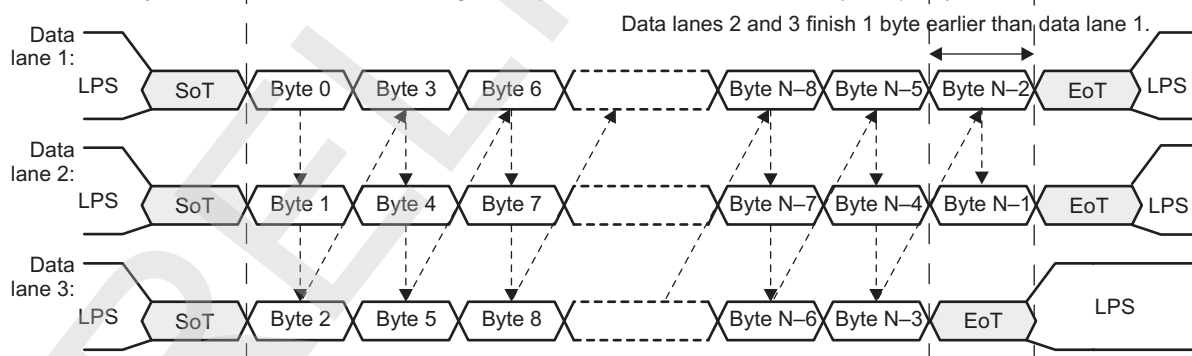 Data lanes 2 and 3 finish 1 byte earlier than data lane 1.
Data
lane 1:
LPS SoT Byte 0 Byte 3 Byte 6 Byte N–8 Byte N–5 Byte N–2 EoT LPS
Data
lane 2:
LPS SoT Byte 1 Byte 4 Byte 7 Byte N–7 Byte N–4 Byte N–1 EoT LPS
Data
lane 3:
LPS SoT Byte 2 Byte 5 Byte 8 Byte N–6 Byte N–3 EoT LPS